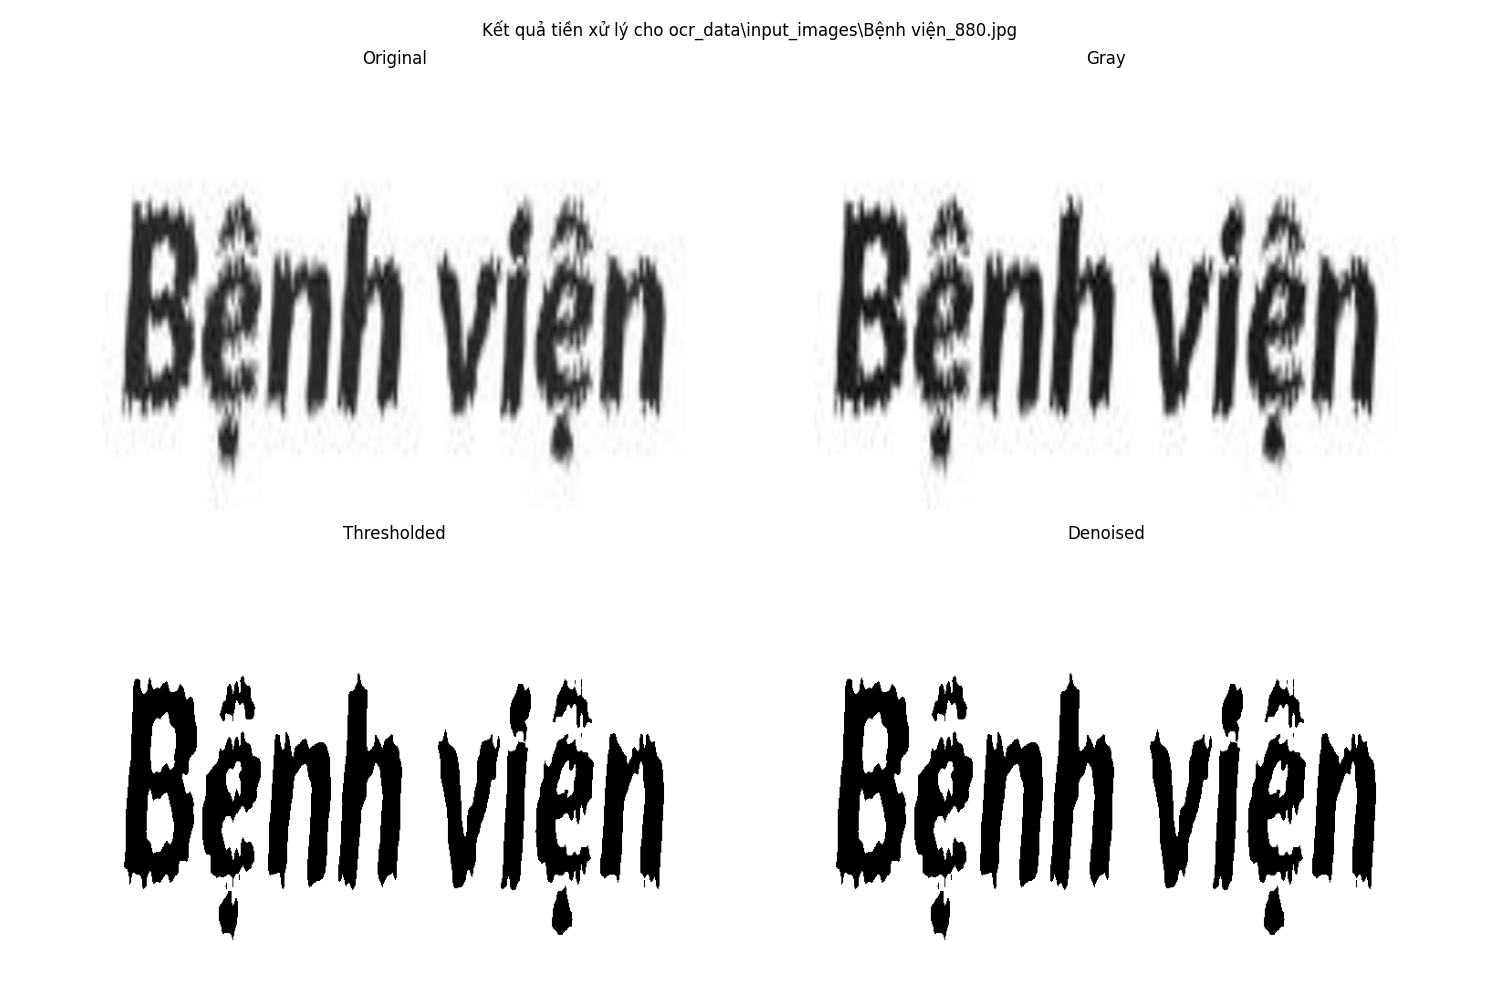 Kết quả tiền xử lý cho ocr_data\input_images\Bệnh viện_880.jpg
Original
Gray
Bệnh viện
Bệnh viện
Thresholded
Denoised
Bệnh viện
Bệnh viện